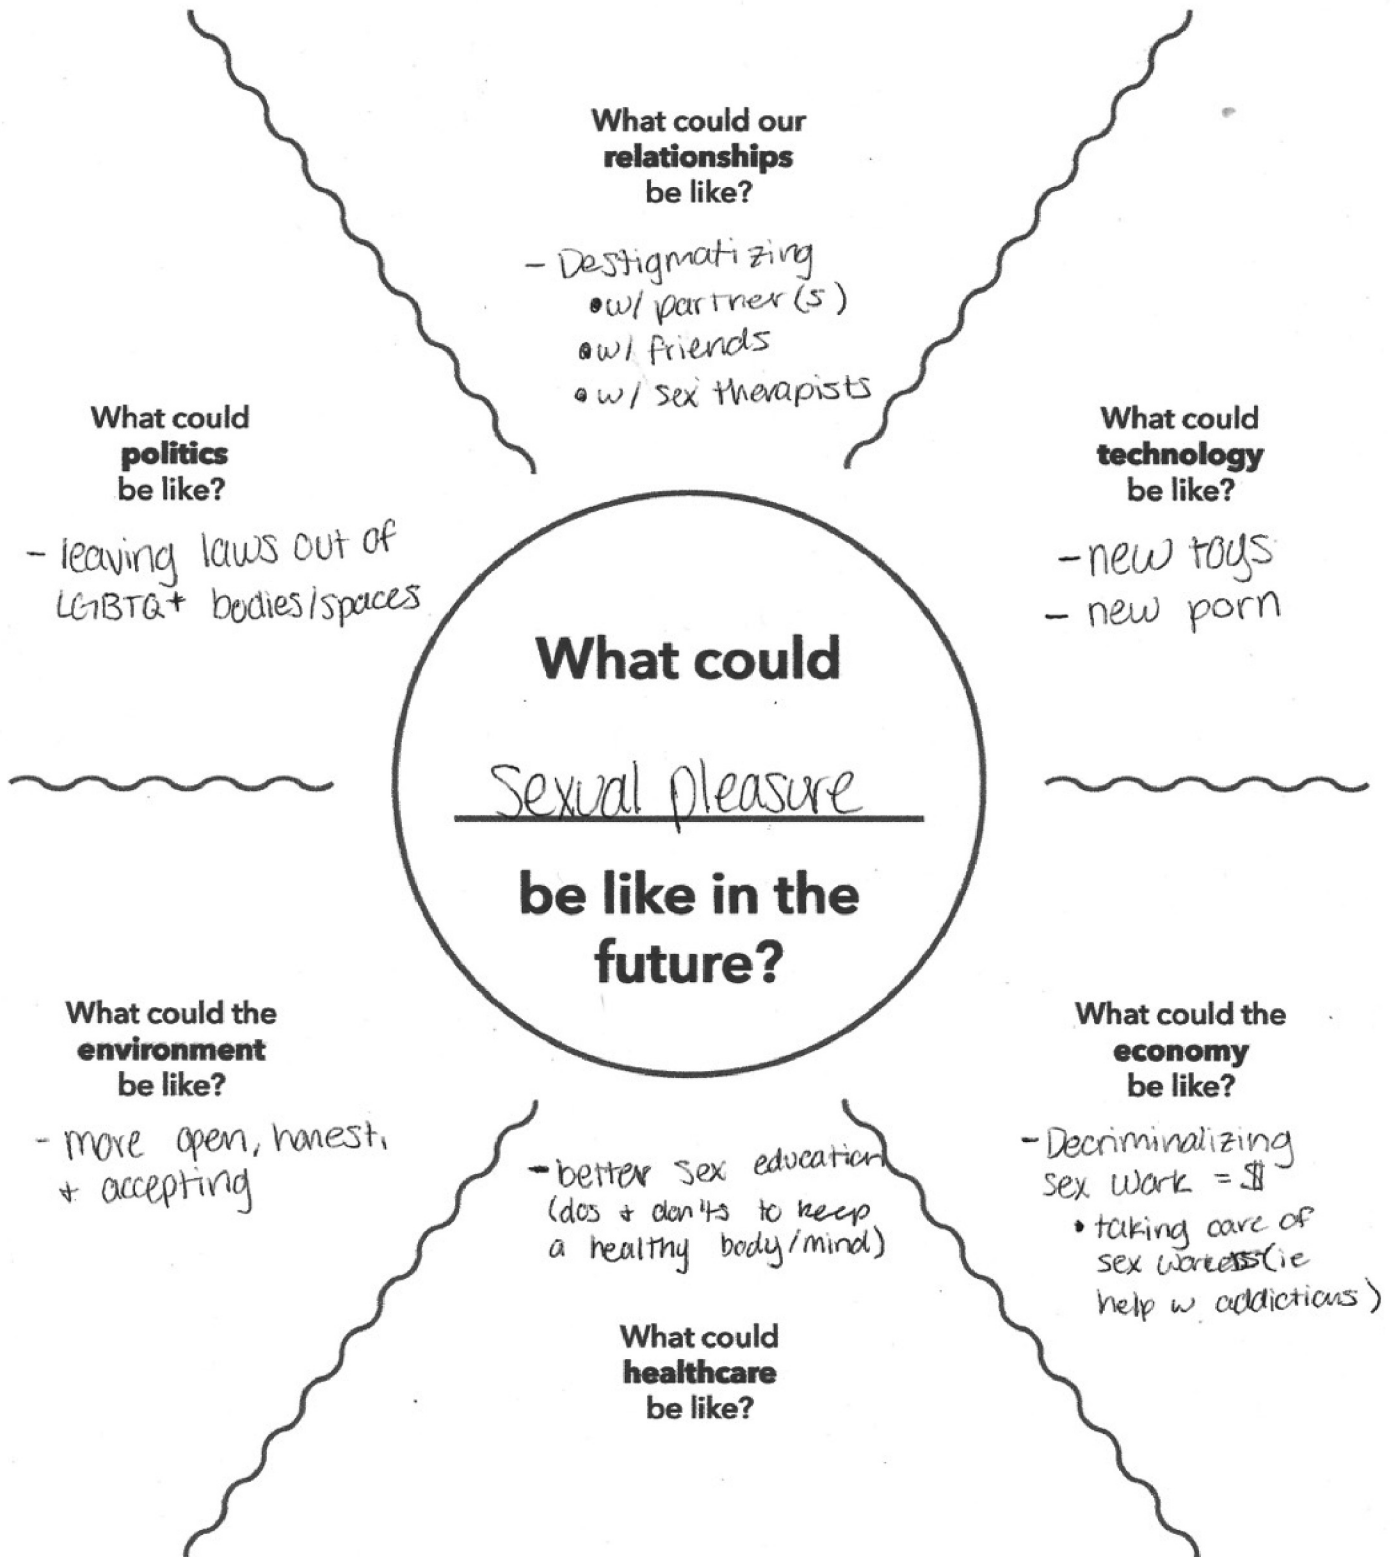 What could our
relationships
be like?
- Destigmatizing
•w/ partner(s)
•w/ friends
•w/ sex therapists
What could
politics
be like?
- leaving laws out of
LGBTQ+ bodies/spaces
What could
technology
be like?
- new toys
- new porn
What could
sexual pleasure
be like in the
future?
What could the
environment
be like?
- more open, honest,
+ accepting
What could the
economy
be like?
- Decriminalizing
sex work = $
• taking care of
sex workers (ie
help w addictions)
- better sex education
(dos + don'ts to keep
a healthy body/mind)
What could
healthcare
be like?